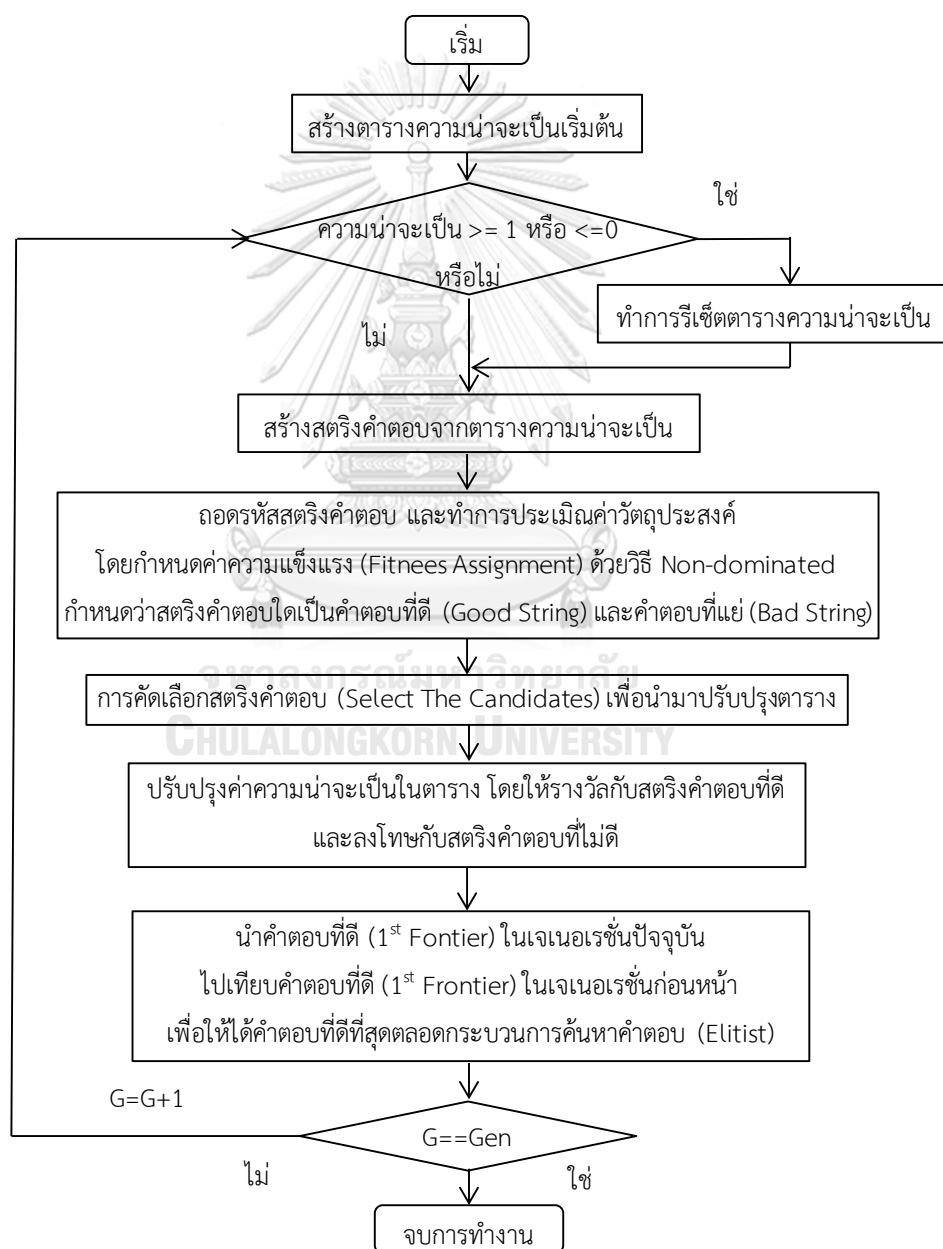 เริ่ม
สร้างตารางความน่าจะเป็นเริ่มต้น
ใช่
ความน่าจะเป็น >= 1 หรือ <=0
หรือไม่
ทำการรีเซ็ตตารางความน่าจะเป็น
ไม่
สร้างสตริงคำตอบจากตารางความน่าจะเป็น
ถอดรหัสสตริงคำตอบ และทำการประเมิณค่าวัตถุประสงค์
โดยกำหนดค่าความแข็งแรง (Fitnees Assignment) ด้วยวิธี Non-dominated
กำหนดว่าสตริงคำตอบใดเป็นคำตอบที่ดี (Good String) และคำตอบที่แย่ (Bad String)
จุฬาลงกรณ์มหาวิทยาลัย
การคัดเลือกสตริงคำตอบ (Select The Candidates) เพื่อนำมาปรับปรุงตาราง
CHULALONGKORN UNIVERSITY
ปรับปรุงค่าความน่าจะเป็นในตาราง โดยให้รางวัลกับสตริงคำตอบที่ดี
และลงโทษกับสตริงคำตอบที่ไม่ดี
นำคำตอบที่ดี (1st Fontier) ในเจเนอเรชั่นปัจจุบัน
ไปเทียบคำตอบที่ดี (1st Frontier) ในเจเนอเรชั่นก่อนหน้า
เพื่อให้ได้คำตอบที่ดีที่สุดตลอดกระบวนการค้นหาคำตอบ (Elitist)
G=G+1
G==Gen
ไม่
ใช่
จบการทำงาน